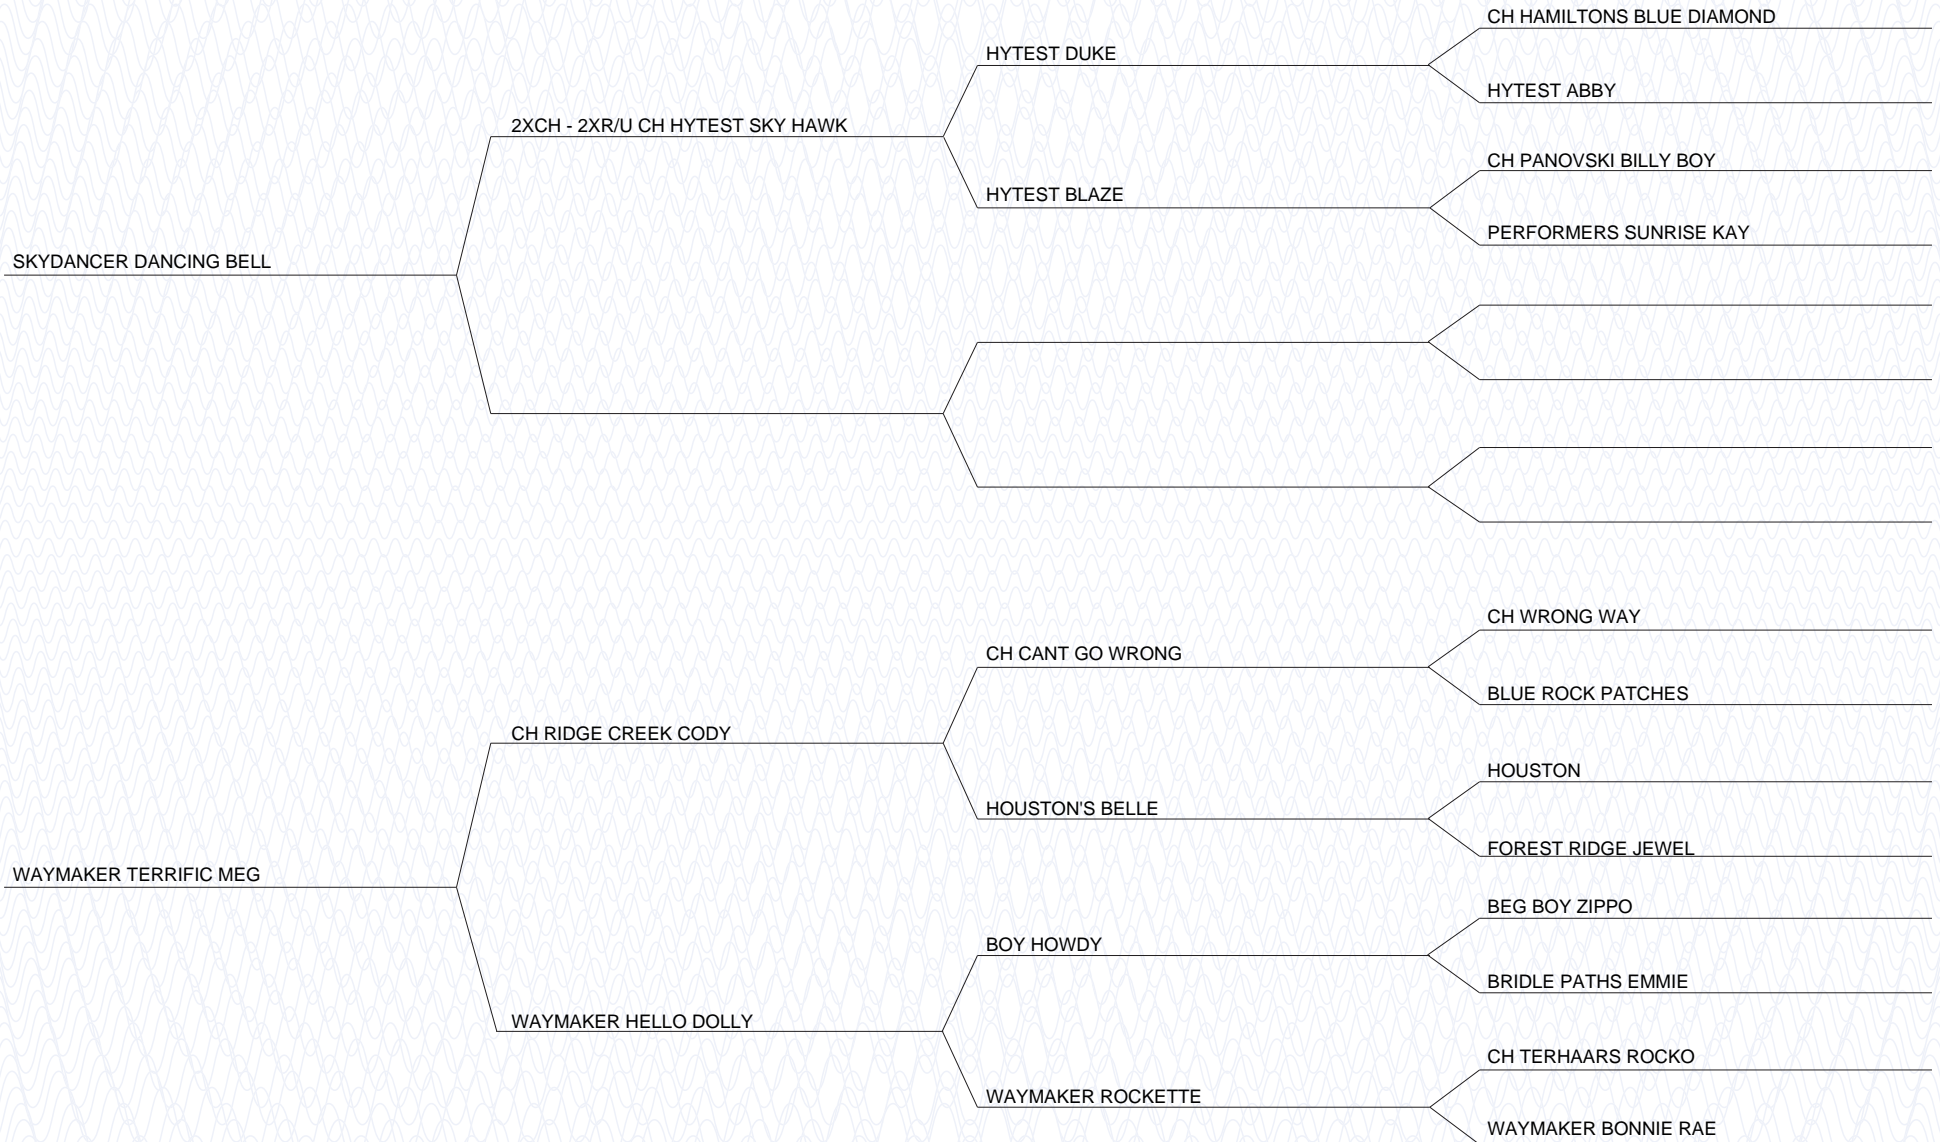 CH HAMILTONS BLUE DIAMOND
HYTEST DUKE
HYTEST ABBY
2XCH - 2XR/U CH HYTEST SKY HAWK
CH PANOVSKI BILLY BOY
HYTEST BLAZE
PERFORMERS SUNRISE KAY
SKYDANCER DANCING BELL
CH WRONG WAY
CH CANT GO WRONG
BLUE ROCK PATCHES
CH RIDGE CREEK CODY
HOUSTON
HOUSTON'S BELLE
FOREST RIDGE JEWEL
WAYMAKER TERRIFIC MEG
BEG BOY ZIPPO
BOY HOWDY
BRIDLE PATHS EMMIE
WAYMAKER HELLO DOLLY
CH TERHAARS ROCKO
WAYMAKER ROCKETTE
WAYMAKER BONNIE RAE